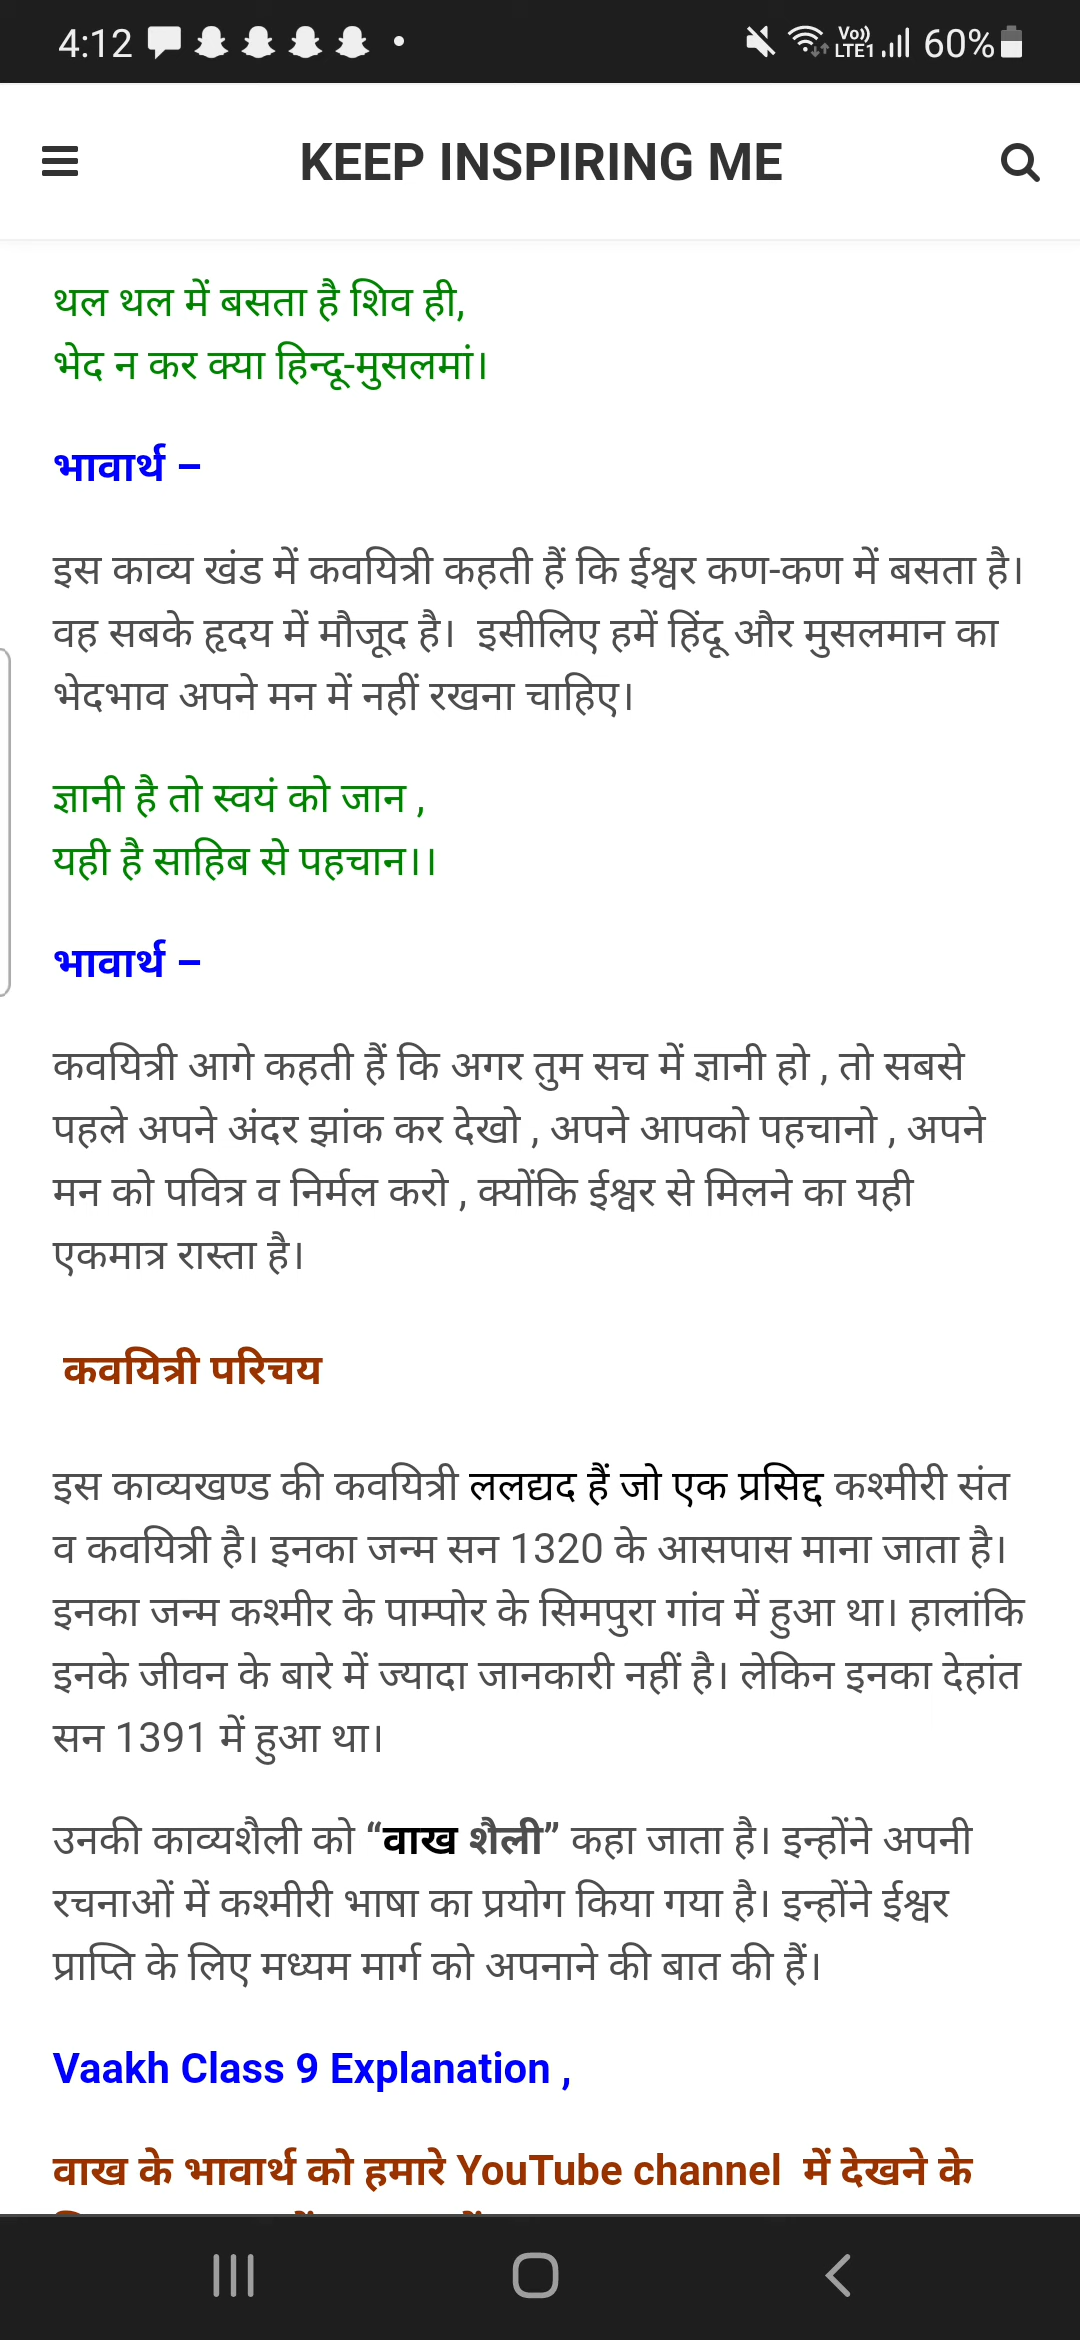 4:12
Vo))
LTE1
60%
KEEP INSPIRING ME
थल थल में बसता है शिव ही,
भेद न कर क्या हिन्दू-मुसलमां।
भावार्थ –
इस काव्य खंड में कवयित्री कहती हैं कि ईश्वर कण-कण में बसता है।
वह सबके हृदय में मौजूद है। इसीलिए हमें हिंदू और मुसलमान का
भेदभाव अपने मन में नहीं रखना चाहिए।
ज्ञानी है तो स्वयं को जान ,
यही है साहिब से पहचान।।
भावार्थ –
कवयित्री आगे कहती हैं कि अगर तुम सच में ज्ञानी हो , तो सबसे
पहले अपने अंदर झांक कर देखो , अपने आपको पहचानो , अपने
मन को पवित्र व निर्मल करो , क्योंकि ईश्वर से मिलने का यही
एकमात्र रास्ता है।
कवयित्री परिचय
इस काव्यखण्ड की कवयित्री ललद्यद हैं जो एक प्रसिद्द कश्मीरी संत
व कवयित्री है। इनका जन्म सन 1320 के आसपास माना जाता है।
इनका जन्म कश्मीर के पाम्पोर के सिमपुरा गांव में हुआ था। हालांकि
इनके जीवन के बारे में ज्यादा जानकारी नहीं है। लेकिन इनका देहांत
सन 1391 में हुआ था।
उनकी काव्यशैली को “वाख शैली” कहा जाता है। इन्होंने अपनी
रचनाओं में कश्मीरी भाषा का प्रयोग किया गया है। इन्होंने ईश्वर
प्राप्ति के लिए मध्यम मार्ग को अपनाने की बात की हैं।
Vaakh Class 9 Explanation ,
वाख के भावार्थ को हमारे YouTube channel में देखने के